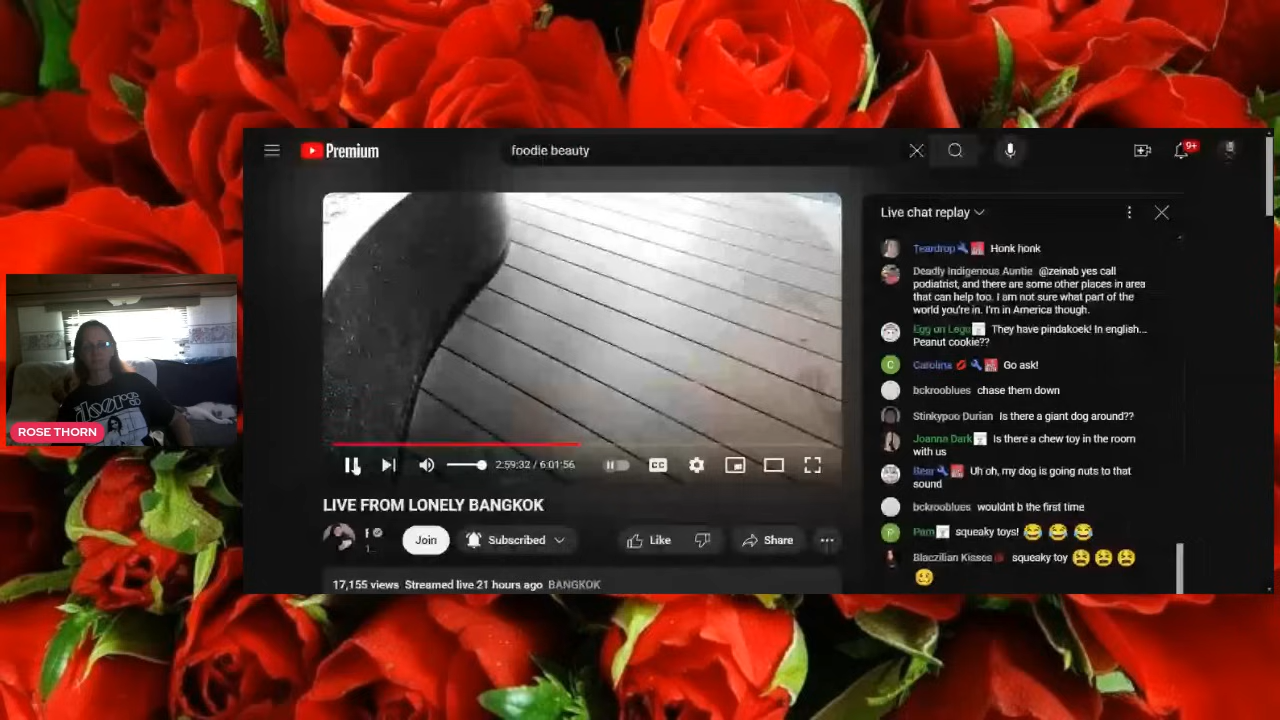 Premium
foodie beauty
9+
Live chat replay
Teardrop Honk honk
Deadly Indigenous Auntie @zeinab yes call
podiatrist, and there are some other places in area
that can help too. I am not sure what part of the
world you're in. I'm in America though.
Egg on Legs They have pindakoek! In english...
Peanut cookie??
C Carolina Go ask!
bckrooblues chase them down
Stinkypoo Durian Is there a giant dog around??
Joanna Dark Is there a chew toy in the room
with us
Bear Uh oh, my dog is going nuts to that
sound
bckrooblues wouldnt b the first time
P Pam squeaky toys!
Blaczilian Kisses squeaky toy
doors
ROSE THORN
2:59:32 / 6:01:56
CC
LIVE FROM LONELY BANGKOK
Join
Subscribed
Like
Share
17,155 views Streamed live 21 hours ago BANGKOK